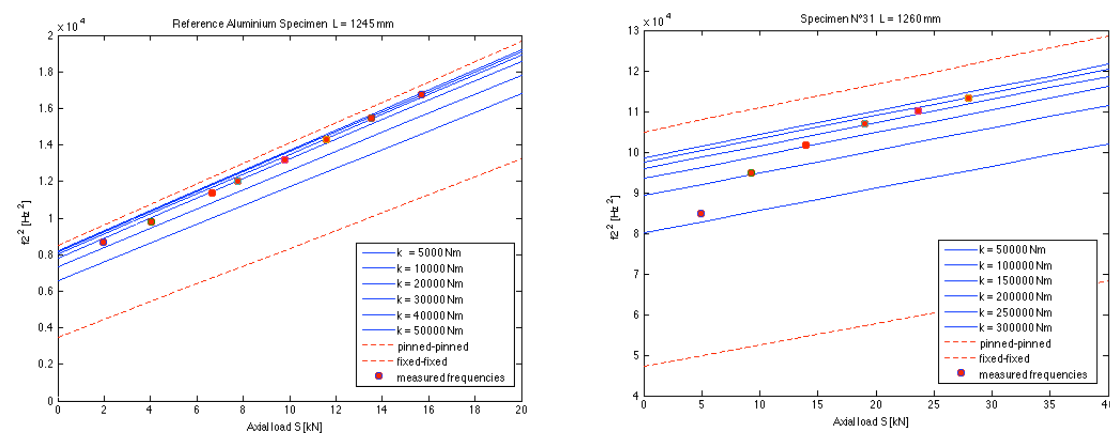 Reference Aluminium Specimen L = 1245 mm
x 10^4
2
1.8
1.6
1.4
1.2
1
0.8
0.6
0.4
0.2
0
f2^2 [Hz^2]
0 2 4 6 8 10 12 14 16 18 20
Axial load S [kN]
k = 5000 Nm
k = 10000 Nm
k = 20000 Nm
k = 30000 Nm
k = 40000 Nm
k = 50000 Nm
pinned-pinned
fixed-fixed
measured frequencies
Specimen N°31 L = 1260 mm
x 10^4
13
12
11
10
9
8
7
6
5
4
f2^2 [Hz^2]
0 5 10 15 20 25 30 35 40
Axial load S [kN]
k = 50000 Nm
k = 100000 Nm
k = 150000 Nm
k = 200000 Nm
k = 250000 Nm
k = 300000 Nm
pinned-pinned
fixed-fixed
measured frequencies